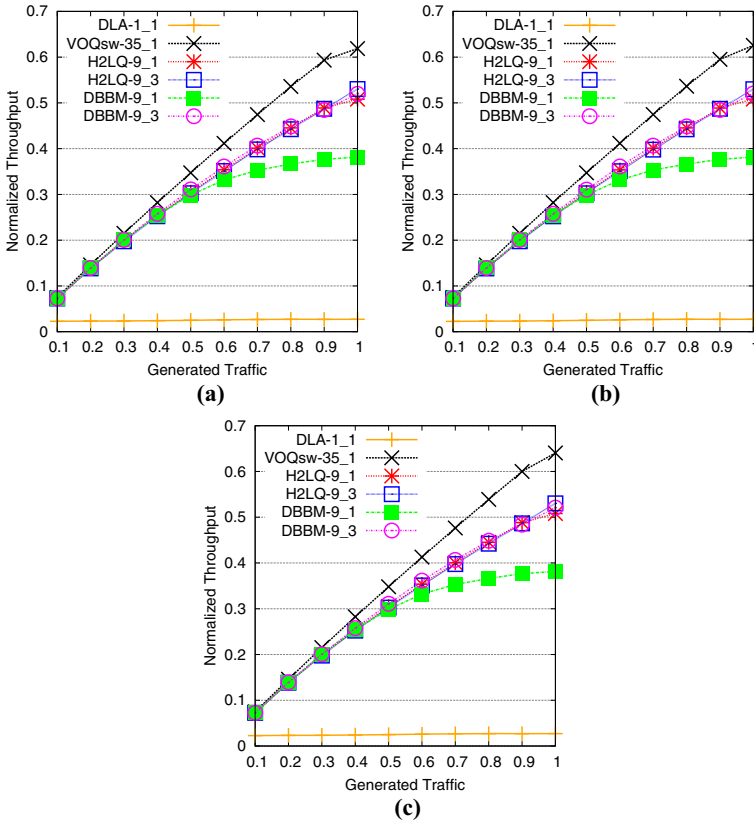 0.7
0.6
0.5
0.4
0.3
0.2
0.1
0
Normalized Throughput
DLA-1_1
VOQsw-35_1
H2LQ-9_1
H2LQ-9_3
DBBM-9_1
DBBM-9_3
0.1 0.2 0.3 0.4 0.5 0.6 0.7 0.8 0.9 1
Generated Traffic
(a)
0.7
0.6
0.5
0.4
0.3
0.2
0.1
0
Normalized Throughput
DLA-1_1
VOQsw-35_1
H2LQ-9_1
H2LQ-9_3
DBBM-9_1
DBBM-9_3
0.1 0.2 0.3 0.4 0.5 0.6 0.7 0.8 0.9 1
Generated Traffic
(b)
0.7
0.6
0.5
0.4
0.3
0.2
0.1
0
Normalized Throughput
DLA-1_1
VOQsw-35_1
H2LQ-9_1
H2LQ-9_3
DBBM-9_1
DBBM-9_3
0.1 0.2 0.3 0.4 0.5 0.6 0.7 0.8 0.9 1
Generated Traffic
(c)